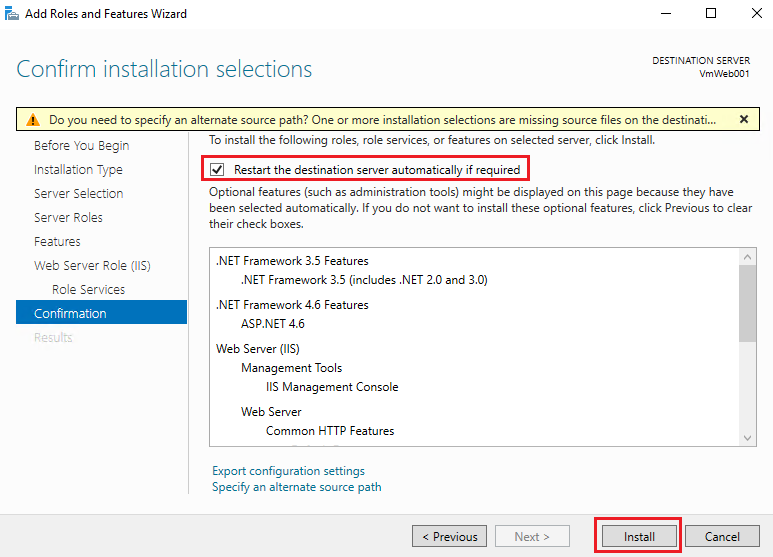 Add Roles and Features Wizard
Confirm installation selections
DESTINATION SERVER
VmWeb001
Do you need to specify an alternate source path? One or more installation selections are missing source files on the destinati...
Before You Begin
Installation Type
Server Selection
Server Roles
Features
Web Server Role (IIS)
Role Services
Confirmation
Results
To install the following roles, role services, or features on selected server, click Install.
Restart the destination server automatically if required
Optional features (such as administration tools) might be displayed on this page because they have
been selected automatically. If you do not want to install these optional features, click Previous to clear
their check boxes.
.NET Framework 3.5 Features
.NET Framework 3.5 (includes .NET 2.0 and 3.0)
.NET Framework 4.6 Features
ASP.NET 4.6
Web Server (IIS)
Management Tools
IIS Management Console
Web Server
Common HTTP Features
Export configuration settings
Specify an alternate source path
< Previous
Next >
Install
Cancel